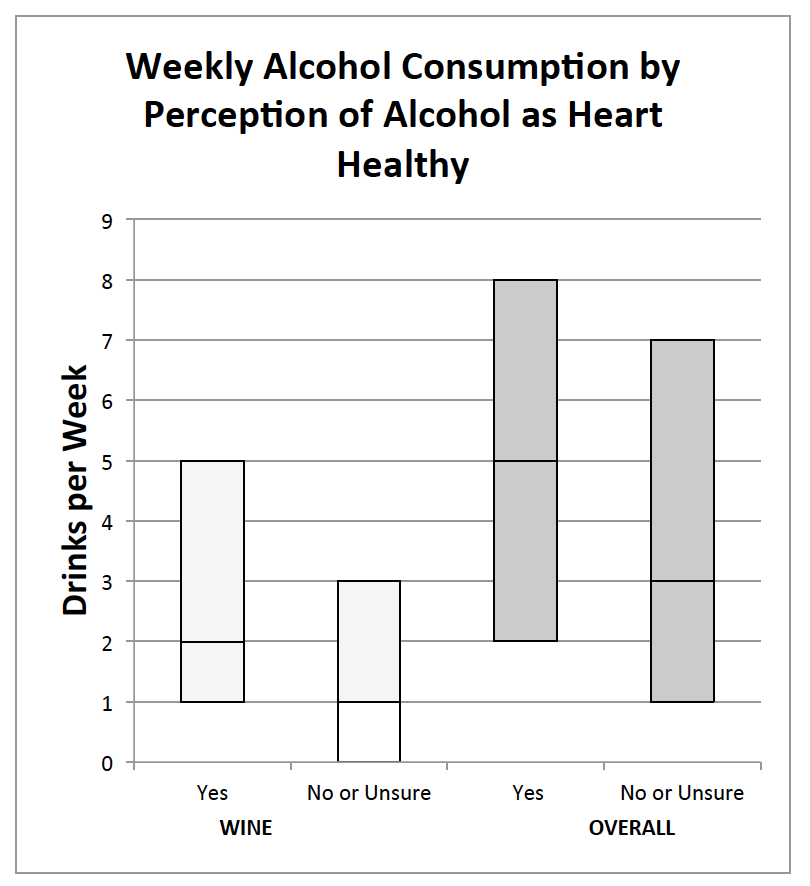 Weekly Alcohol Consumption by
Perception of Alcohol as Heart
Healthy
Drinks per Week
9
8
7
6
5
4
3
2
1
0
Yes No or Unsure Yes No or Unsure
WINE OVERALL